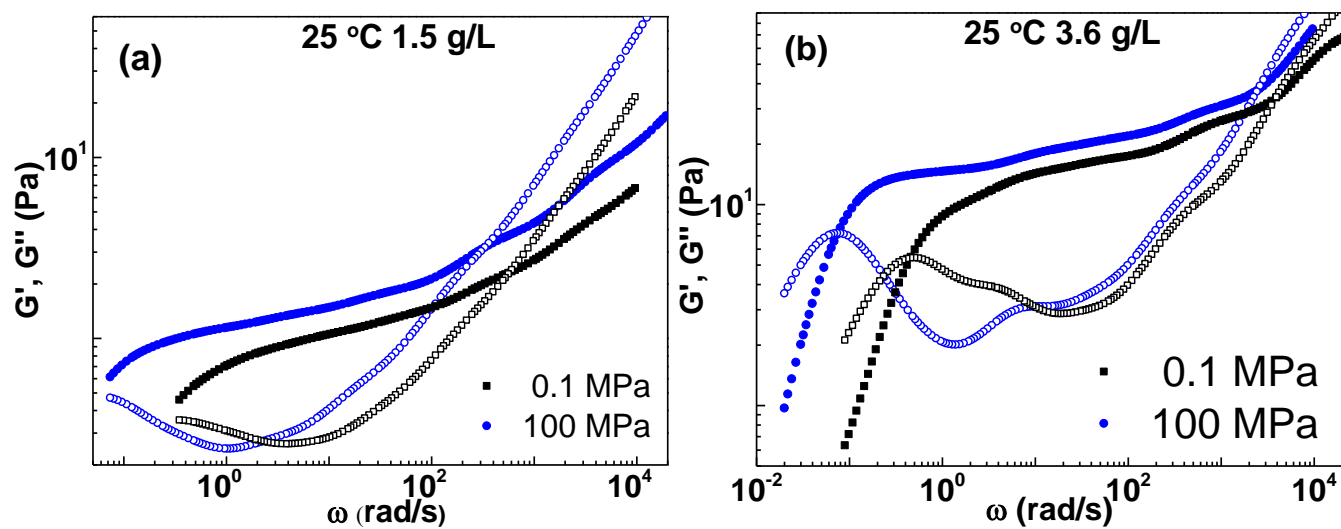 (a)
25 °C 1.5 g/L
10¹
G', G'' (Pa)
0.1 MPa
100 MPa
10⁰
10²
10⁴
ω (rad/s)
(b)
25 °C 3.6 g/L
10¹
G', G'' (Pa)
0.1 MPa
100 MPa
10⁻²
10⁰
10²
10⁴
ω (rad/s)